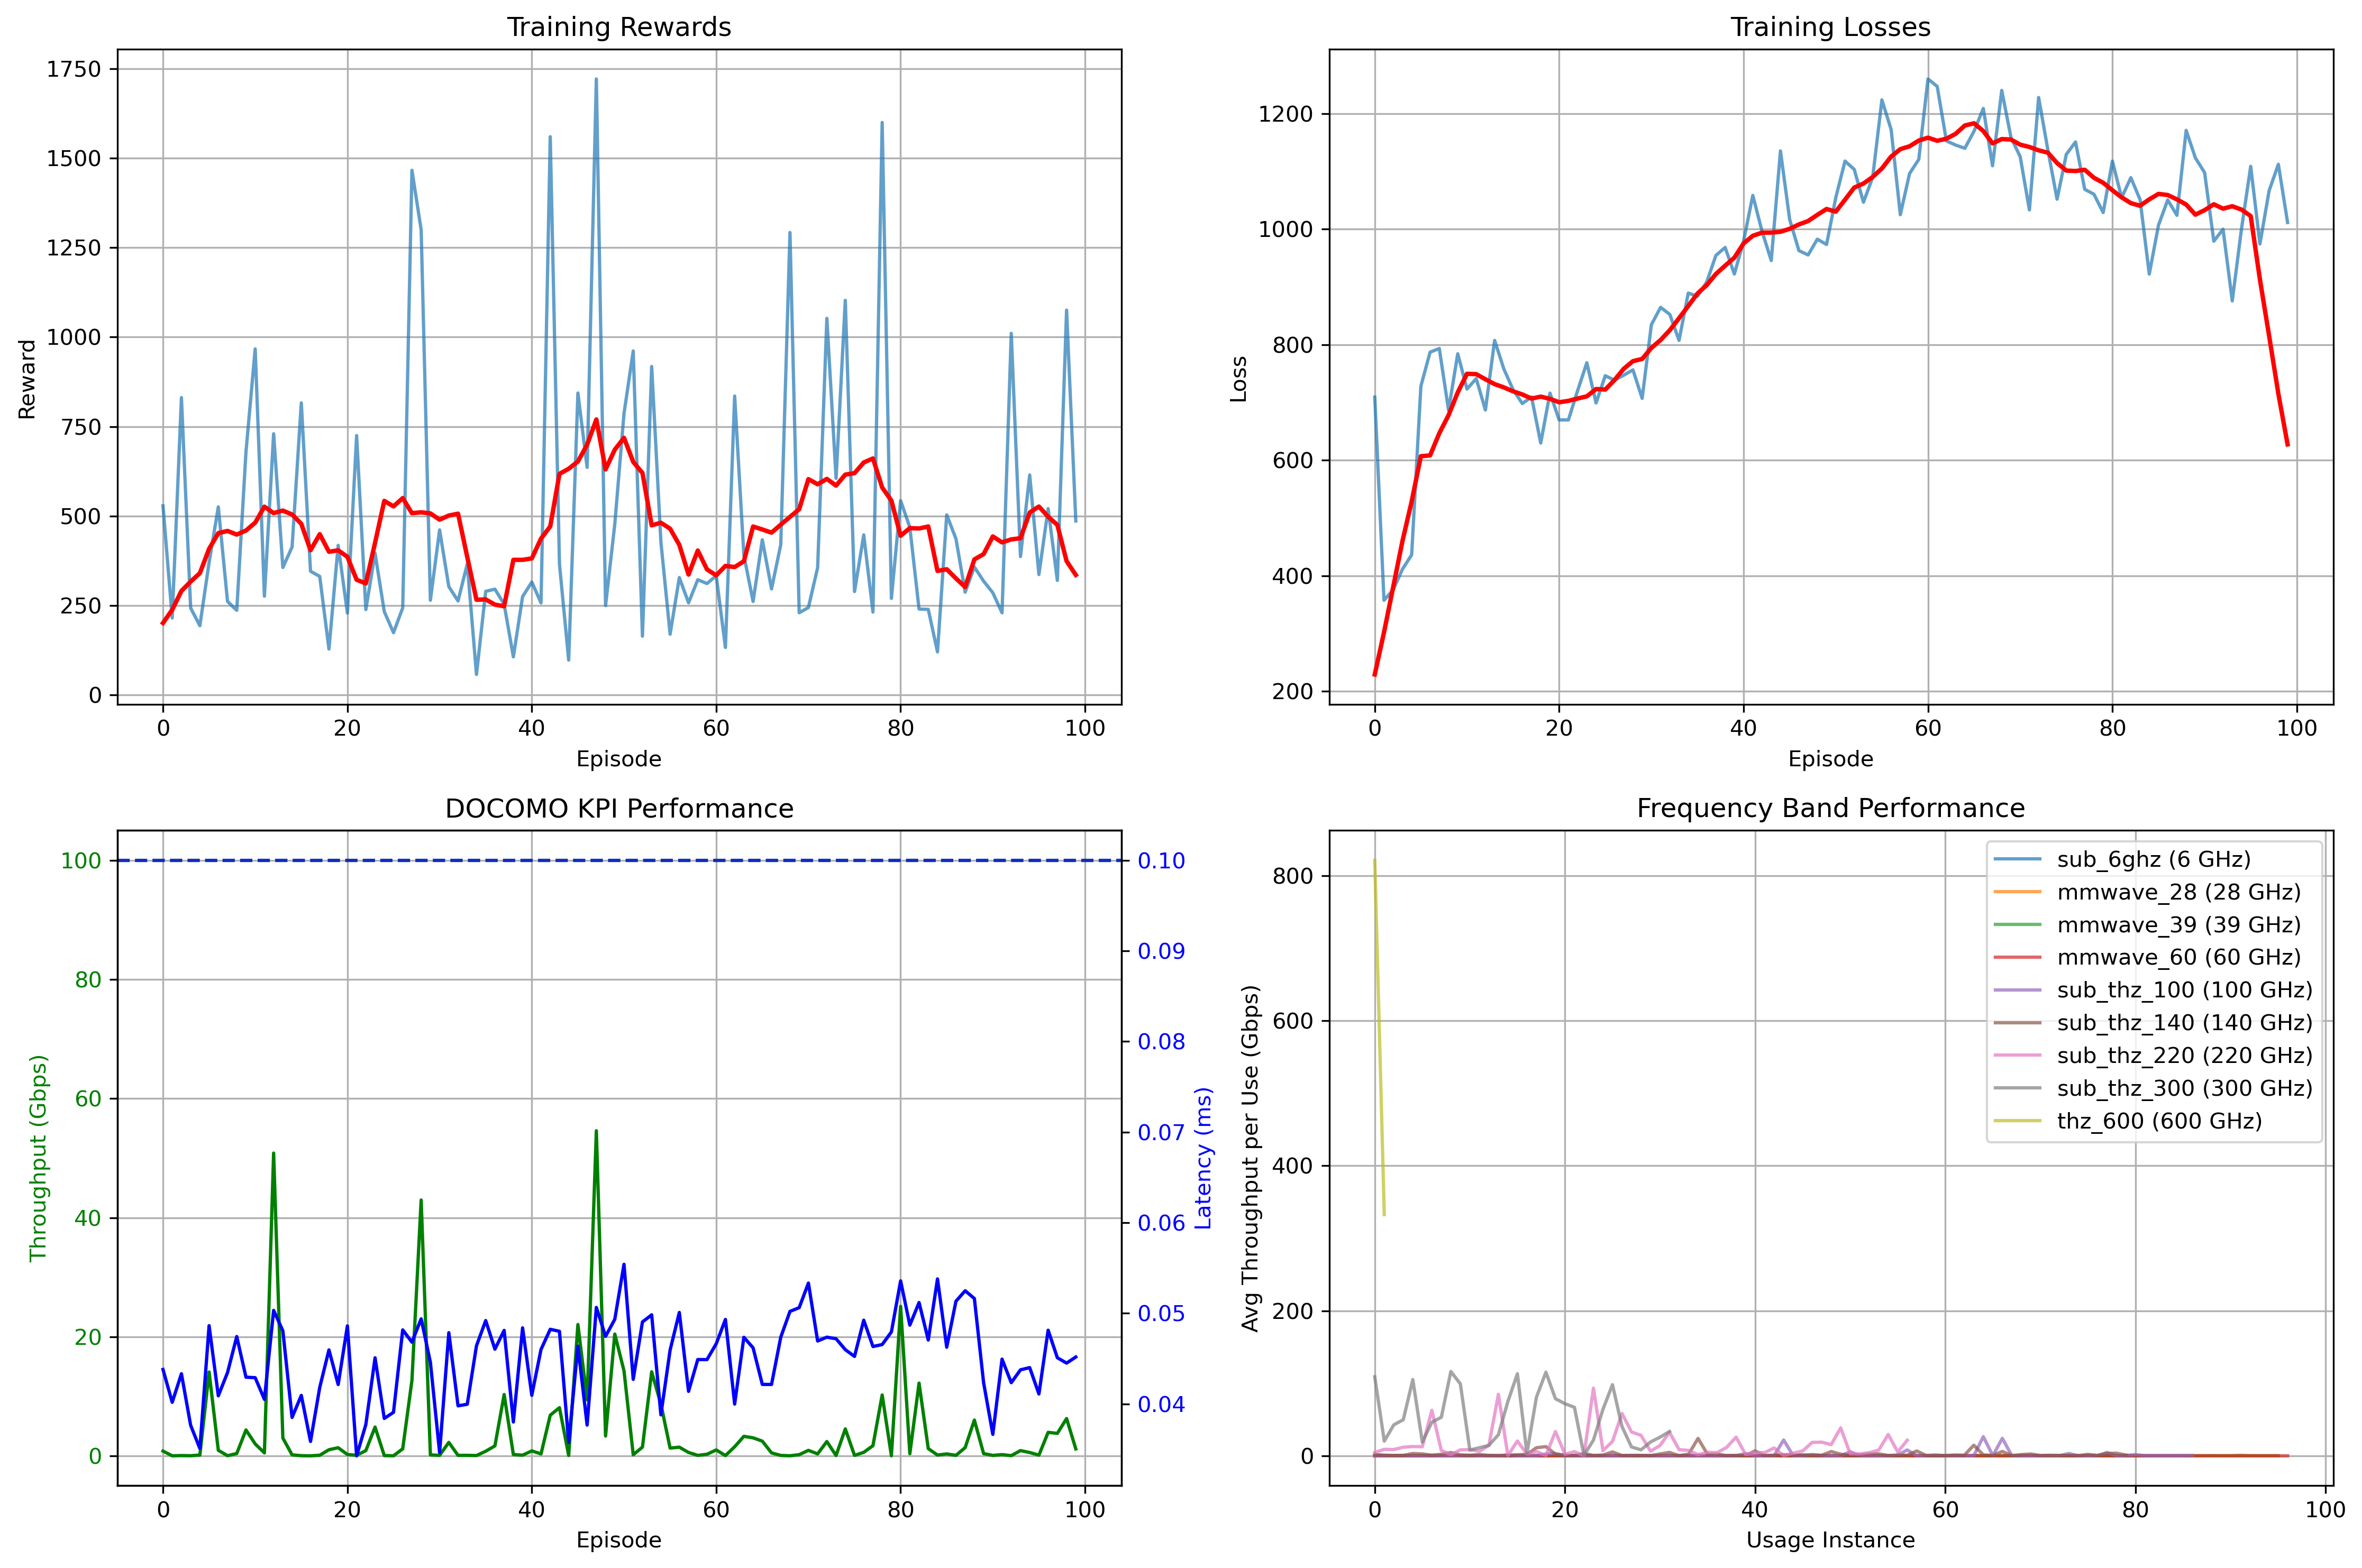 Training Rewards
1750
1500
1250
1000
750
500
250
0
Reward
0 20 40 60 80 100
Episode
Training Losses
1200
1000
800
600
400
200
Loss
0 20 40 60 80 100
Episode
DOCOMO KPI Performance
100
80
60
40
20
0
Throughput (Gbps)
0.10
0.09
0.08
0.07
0.06
0.05
0.04
Latency (ms)
0 20 40 60 80 100
Episode
Frequency Band Performance
800
600
400
200
0
Avg Throughput per Use (Gbps)
sub_6ghz (6 GHz)
mmwave_28 (28 GHz)
mmwave_39 (39 GHz)
mmwave_60 (60 GHz)
sub_thz_100 (100 GHz)
sub_thz_140 (140 GHz)
sub_thz_220 (220 GHz)
sub_thz_300 (300 GHz)
thz_600 (600 GHz)
0 20 40 60 80 100
Usage Instance